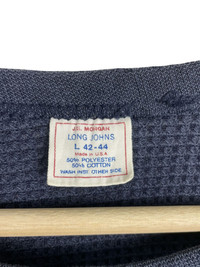 J.E. MORGAN
LONG JOHNS
L 42-44
MADE IN U.S.A
50% POLYESTER
50% COTTON
WASH INST. OTHER SIDE